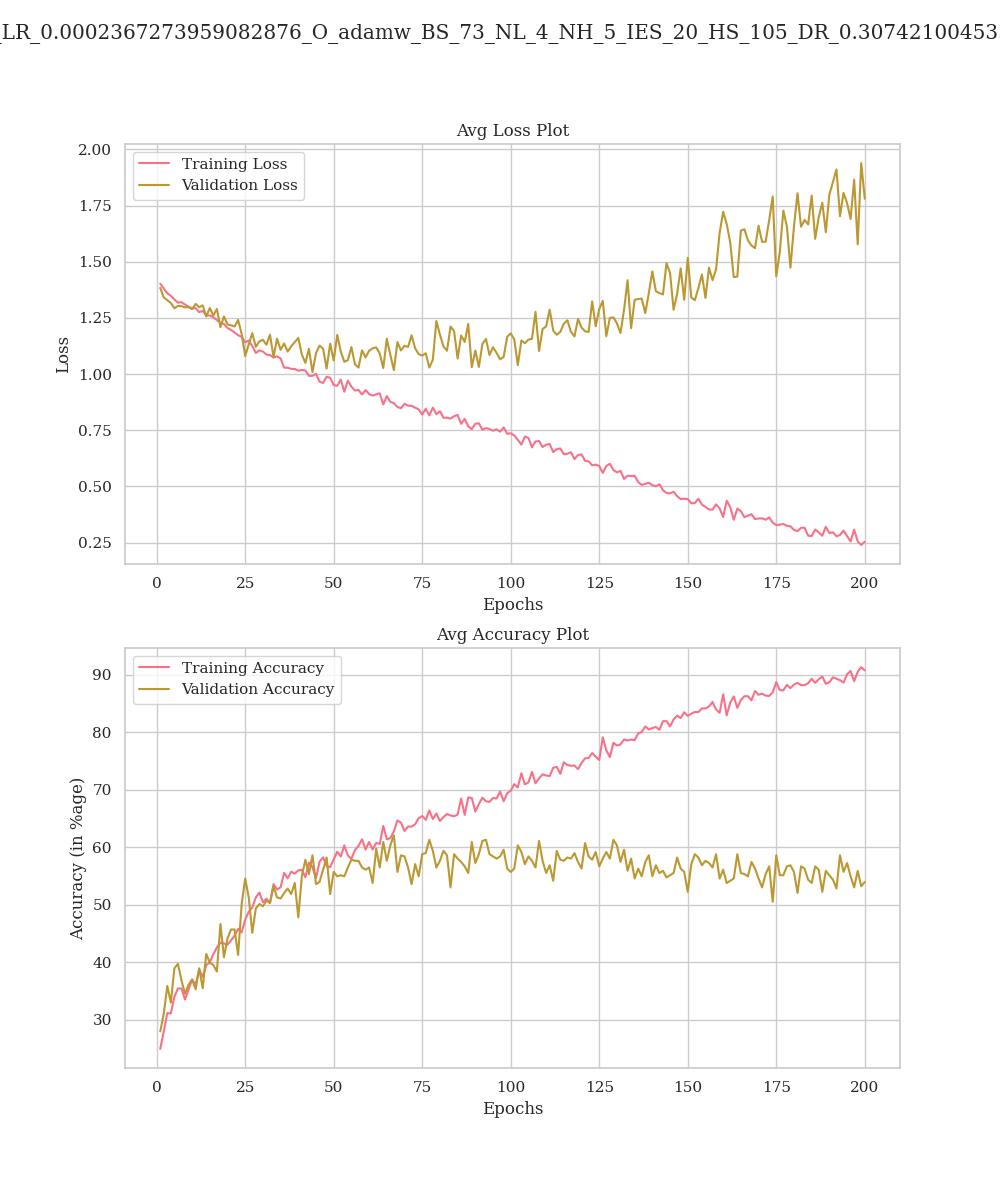 _LR_0.0002367273959082876_O_adamw_BS_73_NL_4_NH_5_IES_20_HS_105_DR_0.30742100453
Avg Loss Plot
Training Loss
Validation Loss
2.00
1.75
1.50
1.25
1.00
0.75
0.50
0.25
Loss
0 25 50 75 100 125 150 175 200
Epochs
Avg Accuracy Plot
Training Accuracy
Validation Accuracy
90
80
70
60
50
40
30
Accuracy (in %age)
0 25 50 75 100 125 150 175 200
Epochs